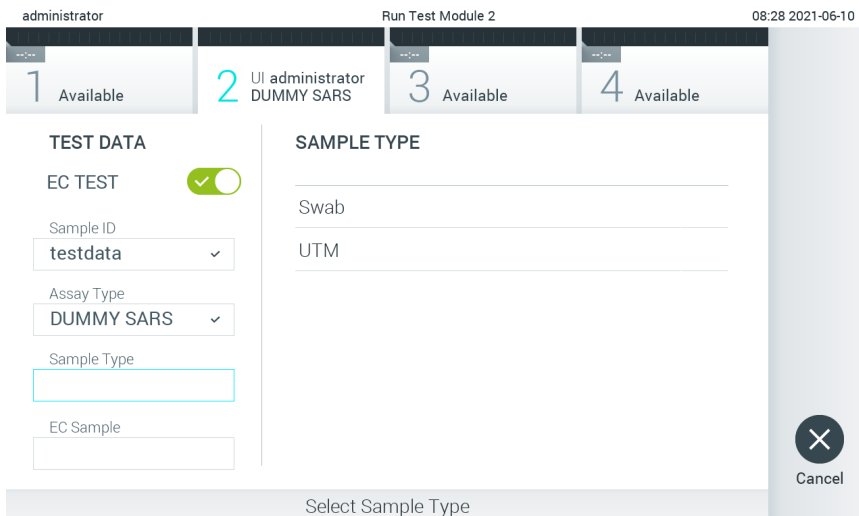 administrator Run Test Module 2 08:28 2021-06-10
--:-- --:-- --:--
1 Available 2 UI administrator 3 Available 4 Available
DUMMY SARS
TEST DATA
EC TEST
Sample ID
testdata
Assay Type
DUMMY SARS
Sample Type
EC Sample
SAMPLE TYPE
Swab
UTM
Cancel
Select Sample Type